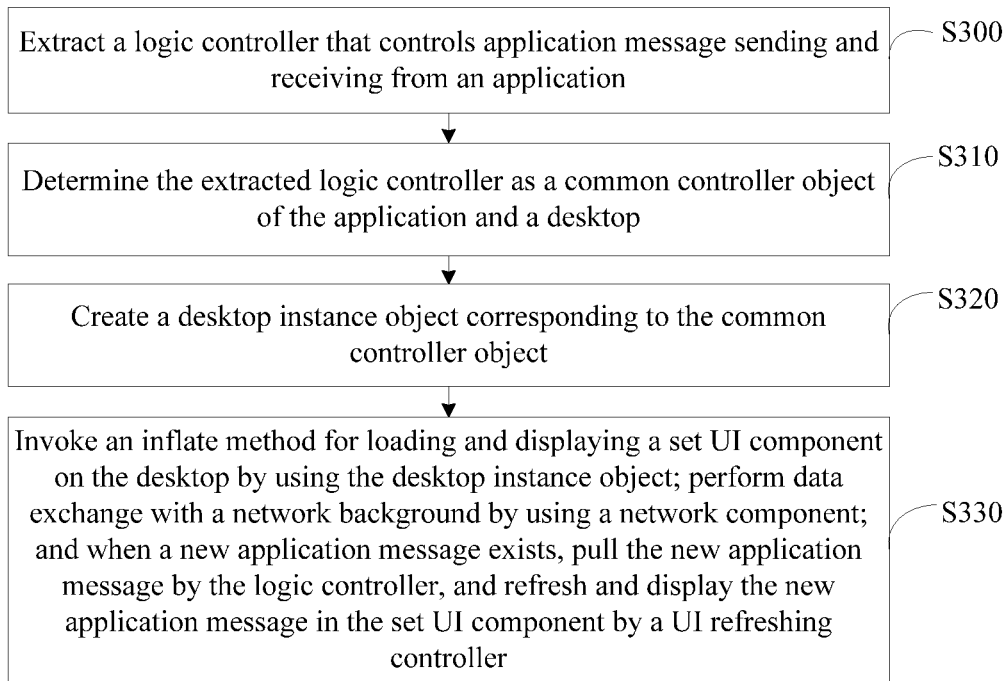 Extract a logic controller that controls application message sending and
receiving from an application
S300
Determine the extracted logic controller as a common controller object
of the application and a desktop
S310
Create a desktop instance object corresponding to the common
controller object
S320
Invoke an inflate method for loading and displaying a set UI component
on the desktop by using the desktop instance object; perform data
exchange with a network background by using a network component;
and when a new application message exists, pull the new application
message by the logic controller, and refresh and display the new
application message in the set UI component by a UI refreshing
controller
S330